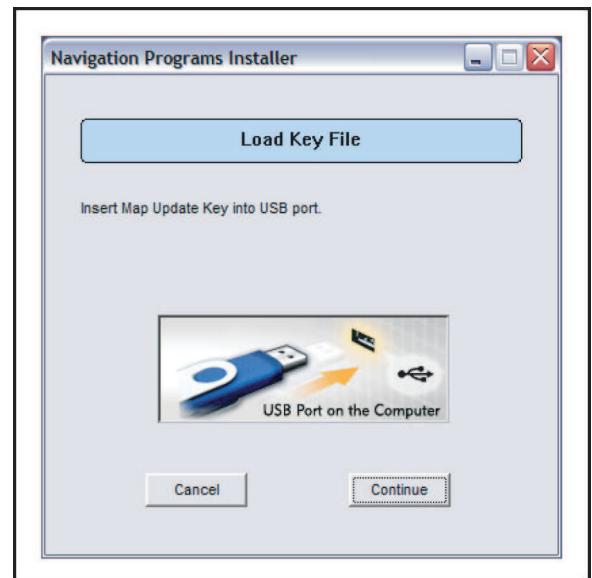 Navigation Programs Installer
Load Key File
Insert Map Update Key into USB port.
USB Port on the Computer
Cancel
Continue